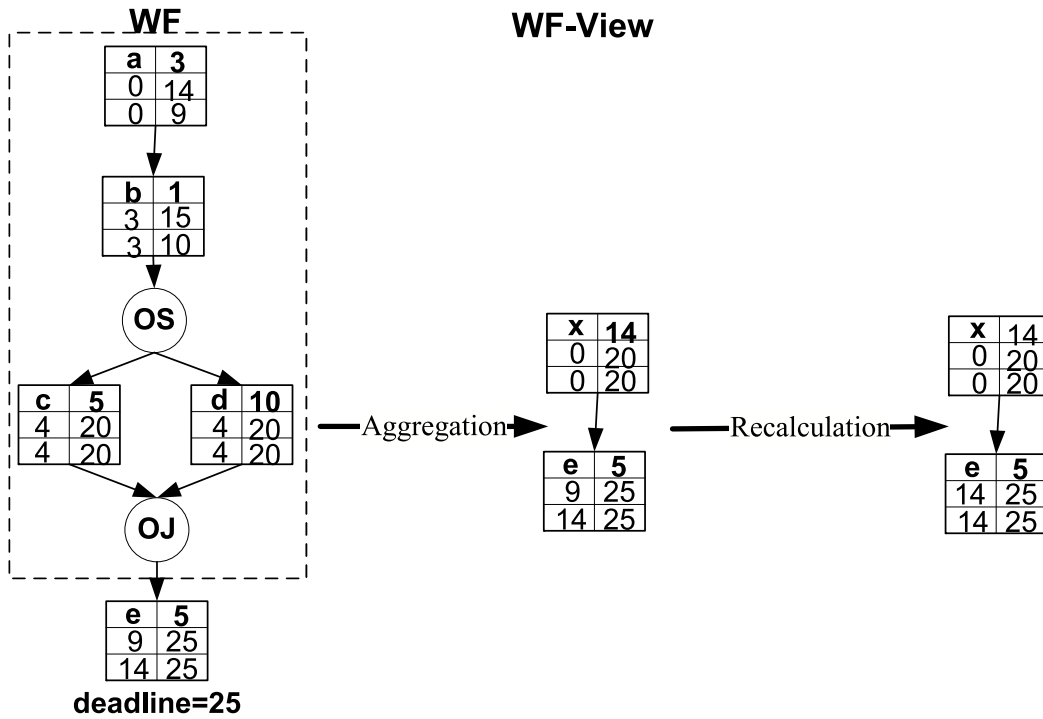 WF
WF-View
a 3
0 14
0 9
b 1
3 15
3 10
OS
c 5
4 20
4 20
d 10
4 20
4 20
OJ
e 5
9 25
14 25
deadline=25
Aggregation
x 14
0 20
0 20
e 5
9 25
14 25
Recalculation
x 14
0 20
0 20
e 5
14 25
14 25